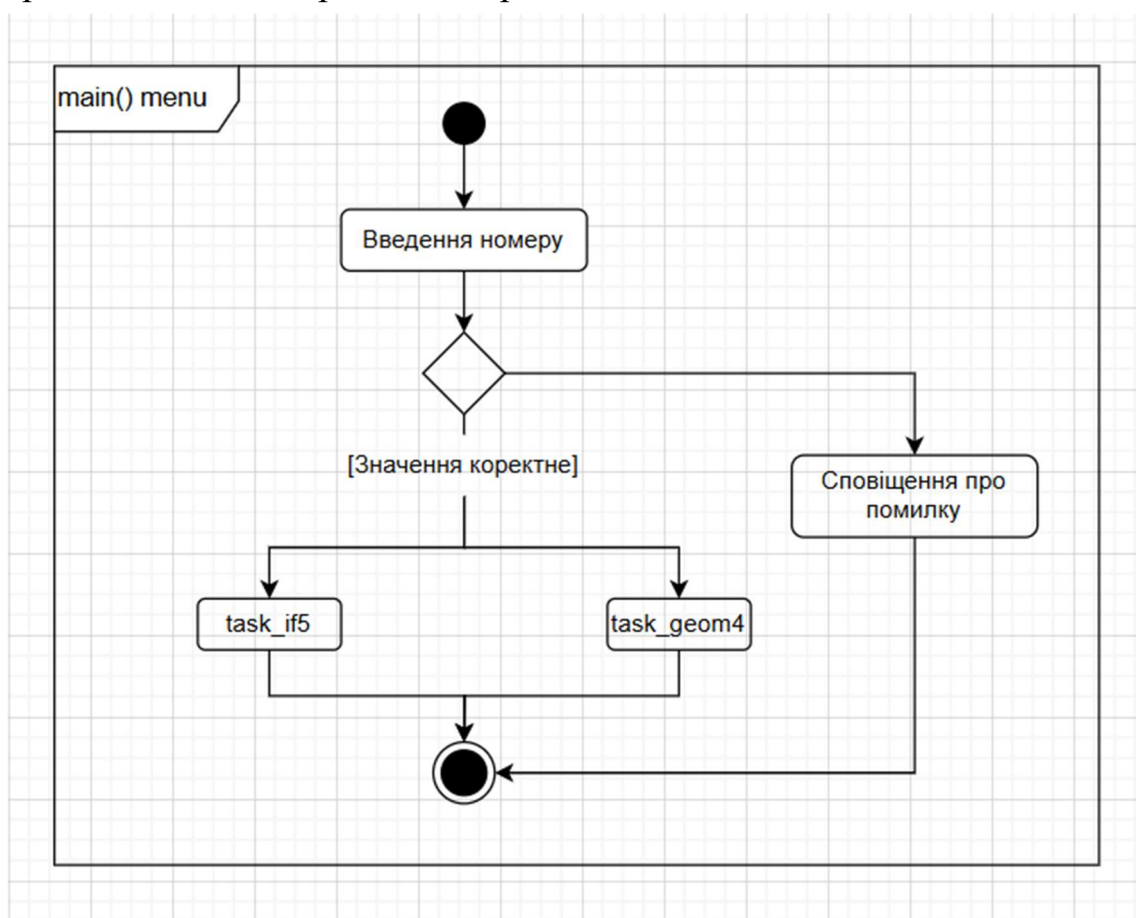 main() menu
Введення номеру
[Значення коректне]
Сповіщення про
помилку
task_if5
task_geom4